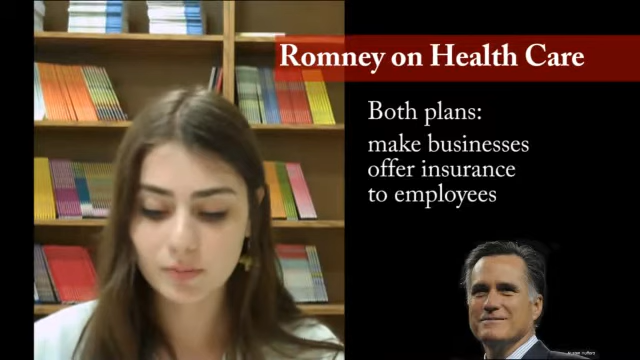 Romney on Health Care
Both plans:
make businesses
offer insurance
to employees